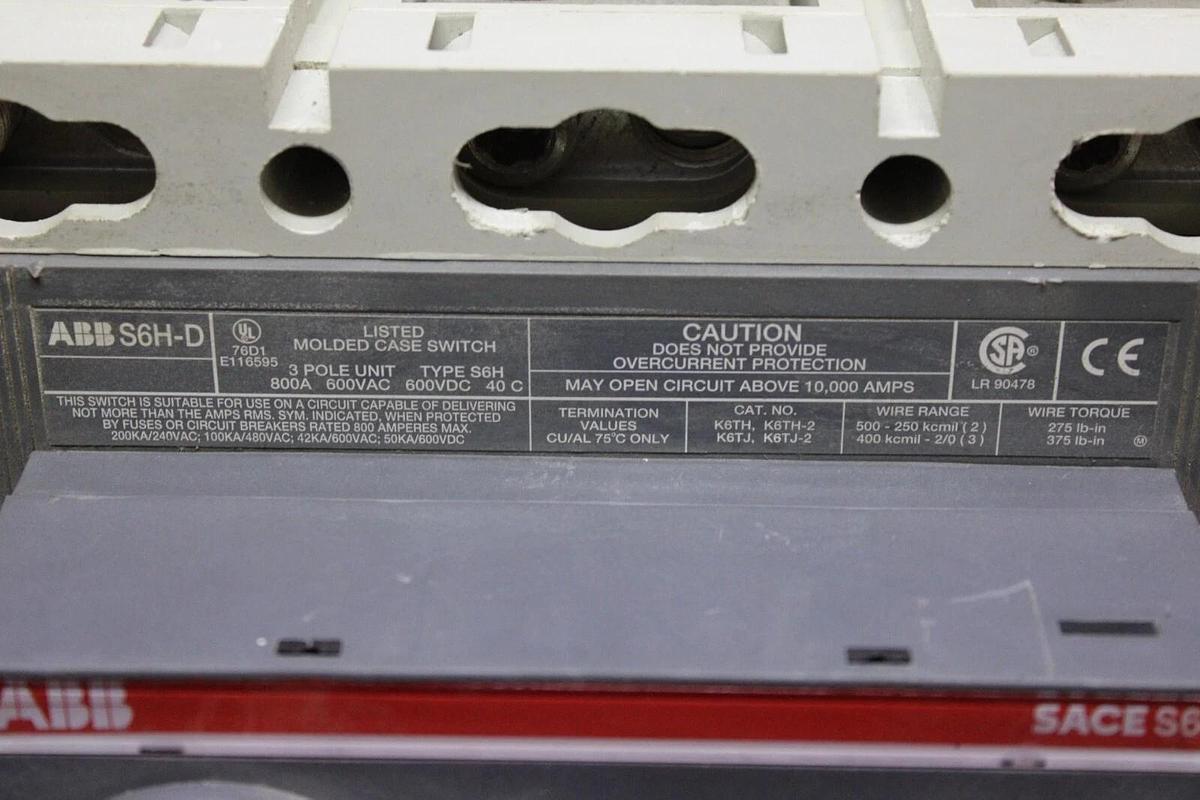 ABB S6H-D
UL
76D1
E116595
LISTED
MOLDED CASE SWITCH
3 POLE UNIT TYPE S6H
800A 600VAC 600VDC 40 C
THIS SWITCH IS SUITABLE FOR USE ON A CIRCUIT CAPABLE OF DELIVERING
NOT MORE THAN THE AMPS RMS. SYM. INDICATED, WHEN PROTECTED
BY FUSES OR CIRCUIT BREAKERS RATED 800 AMPERES MAX.
200KA/240VAC; 100KA/480VAC; 42KA/600VAC; 50KA/600VDC
CAUTION
DOES NOT PROVIDE
OVERCURRENT PROTECTION
MAY OPEN CIRCUIT ABOVE 10,000 AMPS
SA ®
LR 90478
CE
TERMINATION
VALUES
CU/AL 75°C ONLY
CAT. NO.
K6TH, K6TH-2
K6TJ, K6TJ-2
WIRE RANGE
500 - 250 kcmil ( 2 )
400 kcmil - 2/0 ( 3 )
WIRE TORQUE
275 lb-in
375 lb-in
M
ABB
SACE S6